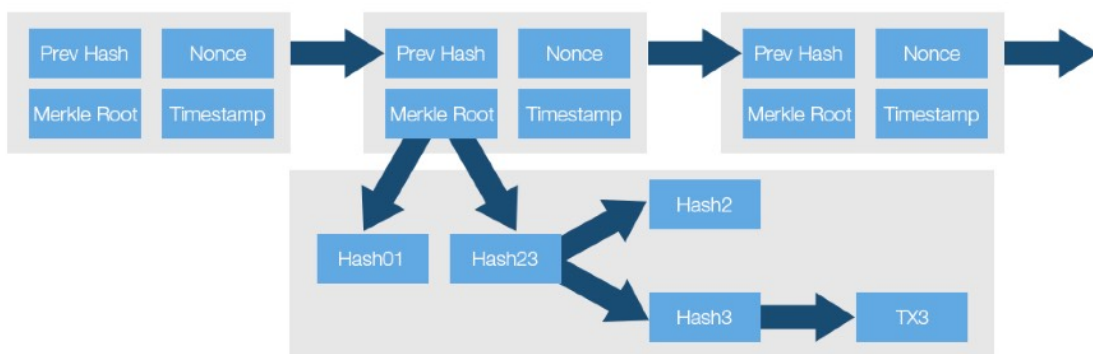 Prev Hash Nonce Prev Hash Nonce Prev Hash Nonce
Merkle Root Timestamp Merkle Root Timestamp Merkle Root Timestamp
Hash2
Hash01 Hash23
Hash3 TX3